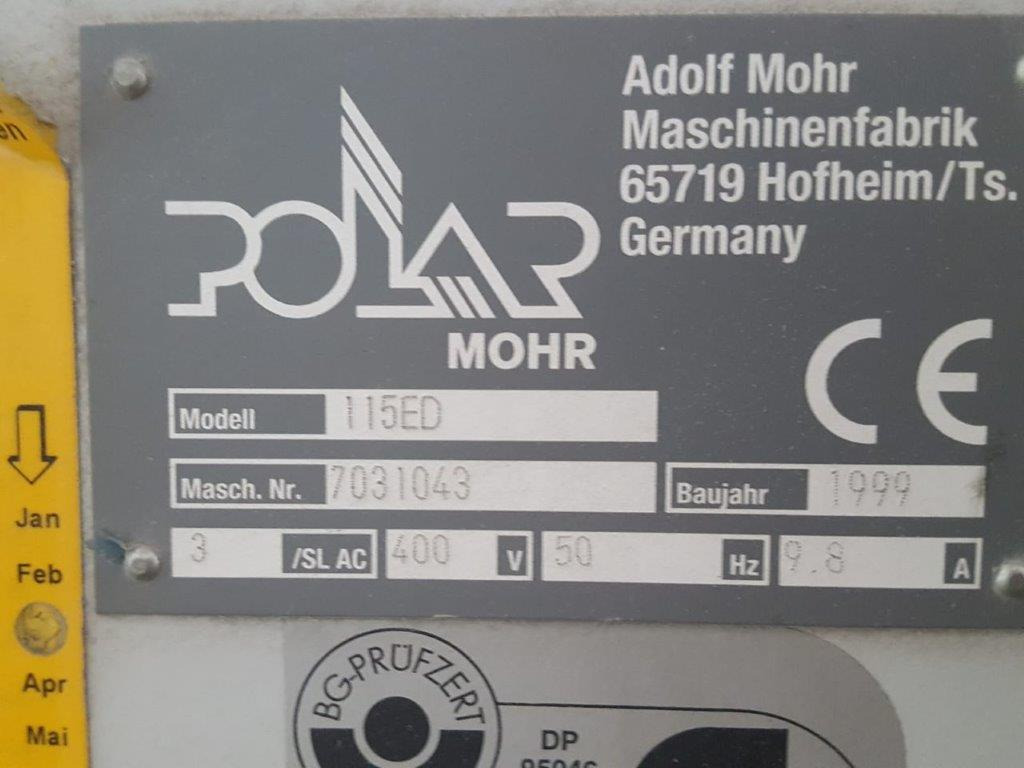 Adolf Mohr
Maschinenfabrik
65719 Hofheim/Ts.
Germany
POLAR
MOHR
CE
Modell 115ED
Masch. Nr. 7031043 Baujahr 1999
3 /SL AC 400 V 50 Hz 9.8 A
Jan
Feb
Apr
Mai
BG-PRÜFZERT
DP